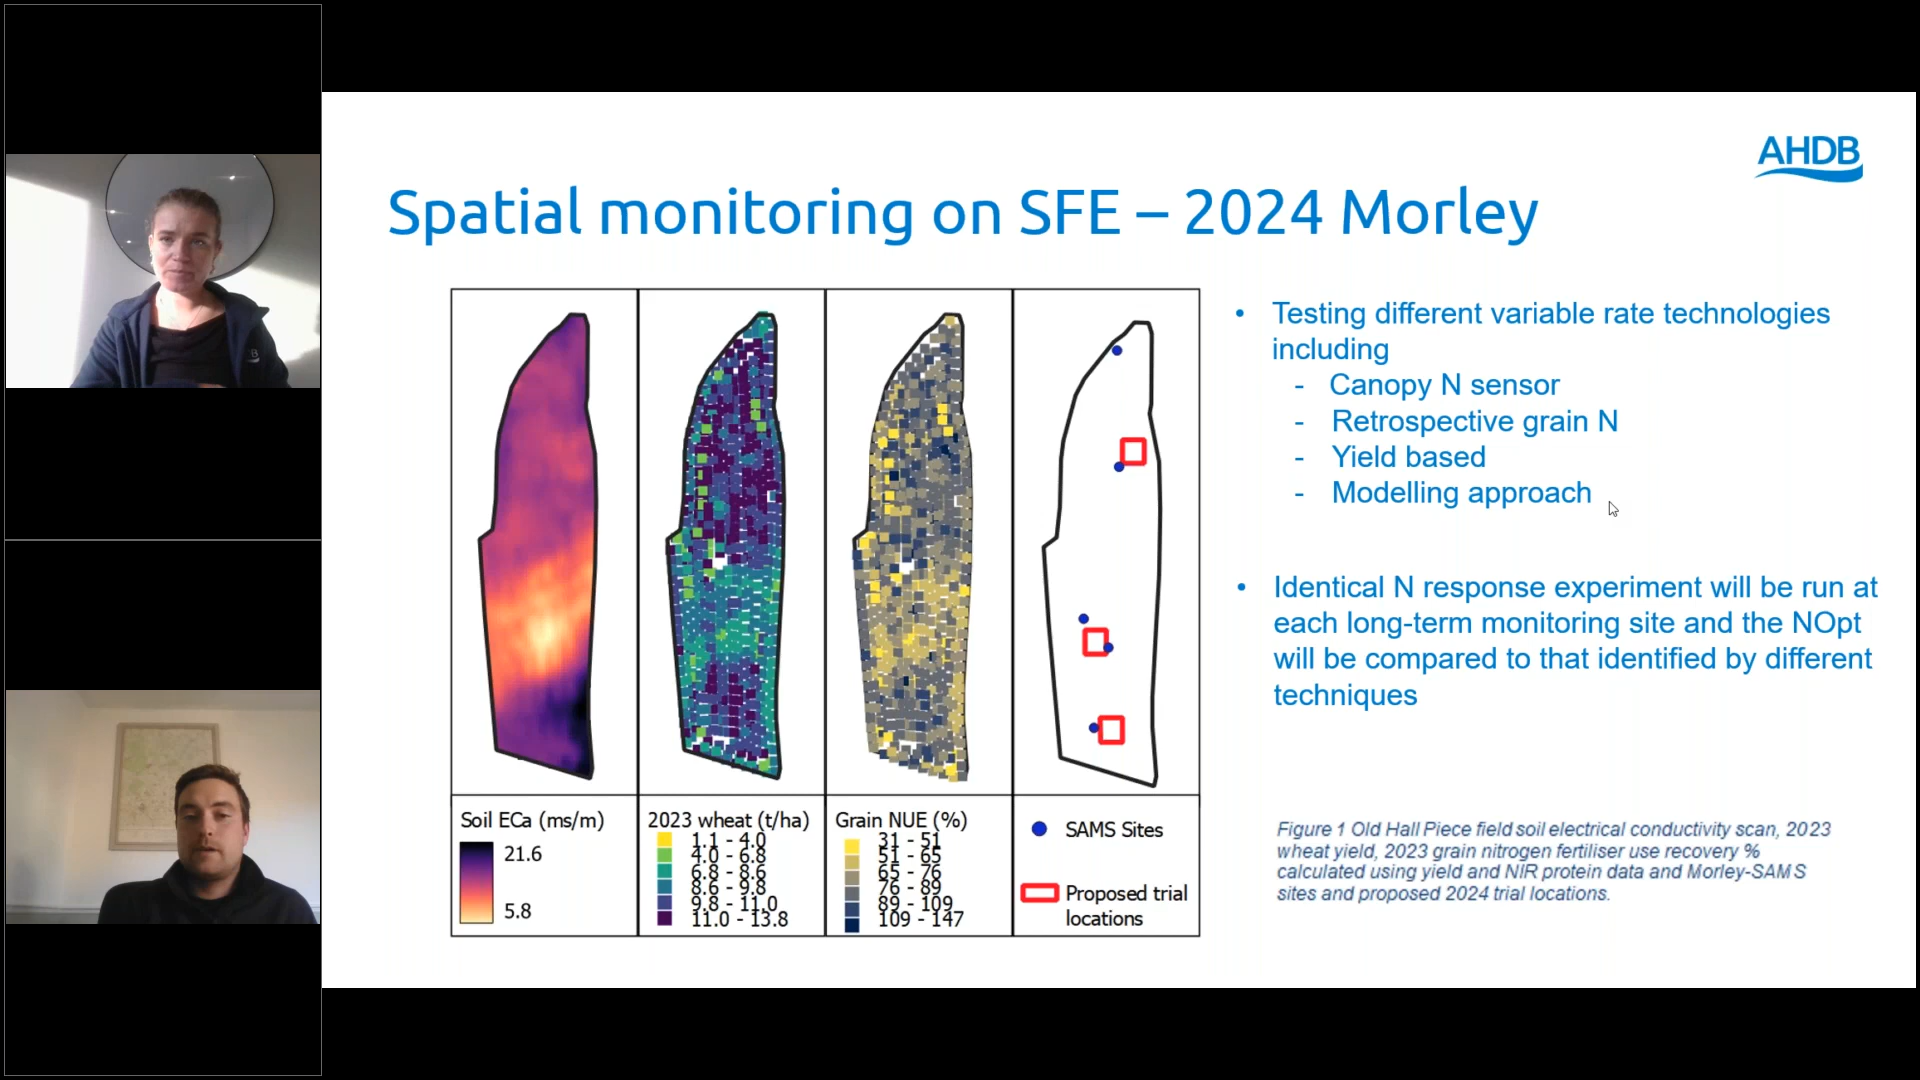 AHDB
Spatial monitoring on SFE – 2024 Morley
• Testing different variable rate technologies
including
- Canopy N sensor
- Retrospective grain N
- Yield based
- Modelling approach
• Identical N response experiment will be run at
each long-term monitoring site and the NOpt
will be compared to that identified by different
techniques
Soil ECa (ms/m)
21.6
5.8
2023 wheat (t/ha)
1.1 - 4.0
4.0 - 6.8
6.8 - 8.6
8.6 - 9.8
9.8 - 11.0
11.0 - 13.8
Grain NUE (%)
31 - 51
51 - 65
65 - 76
76 - 89
89 - 109
109 - 147
SAMS Sites
Proposed trial
locations
Figure 1 Old Hall Piece field soil electrical conductivity scan, 2023
wheat yield, 2023 grain nitrogen fertiliser use recovery %
calculated using yield and NIR protein data and Morley-SAMS
sites and proposed 2024 trial locations.